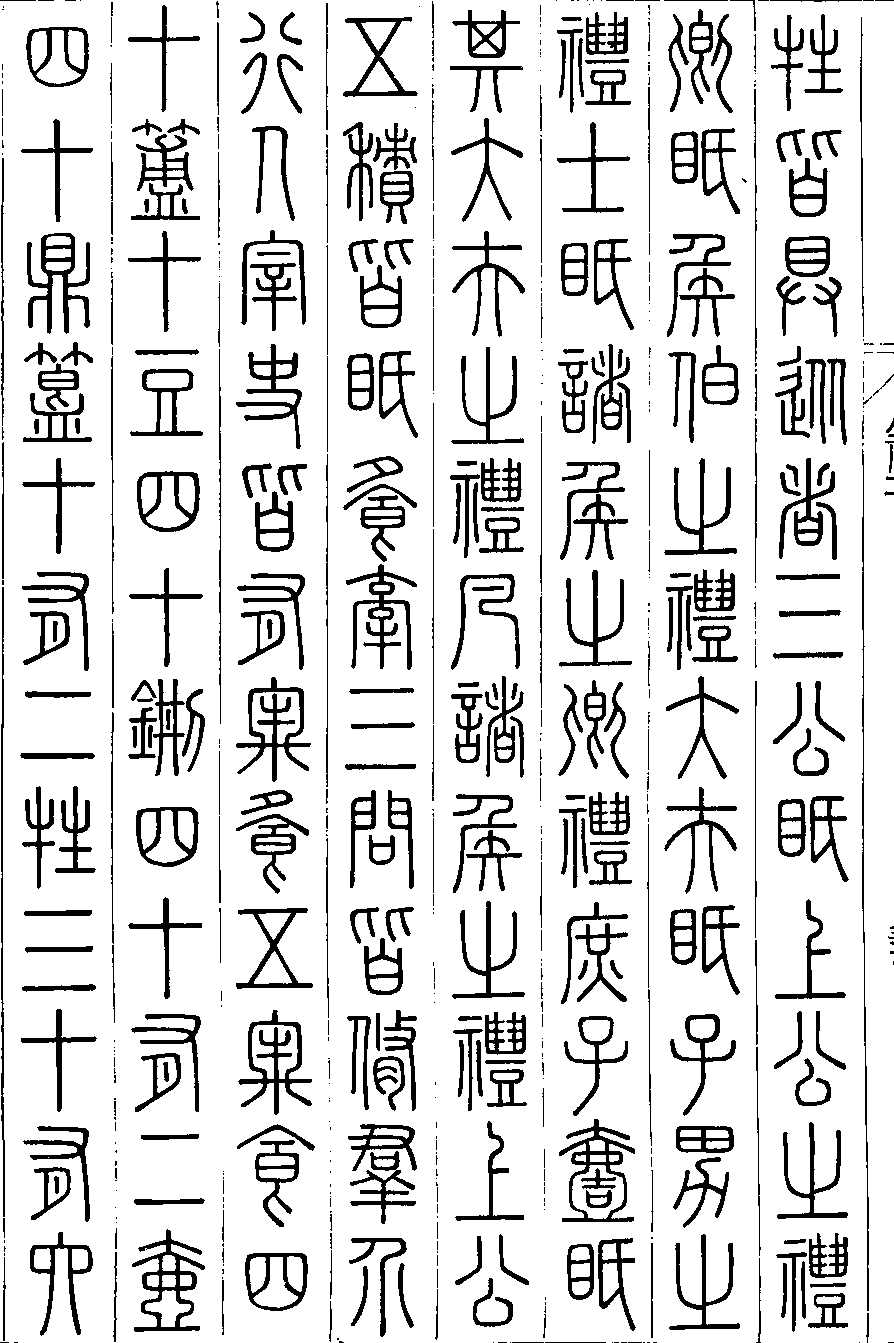 牲皆具從者三公眡上公之禮
卿眡侯伯之禮大夫眡子男之
禮士眡諸侯之卿禮庶子壹眡
其大夫之禮凡諸侯之禮上公
五積皆眡飧牽三問皆脩羣介
行人宰史皆有牢飧五牢食四
十簠十豆四十鉶四十有二壺
四十鼎簋十有二牲三十有六